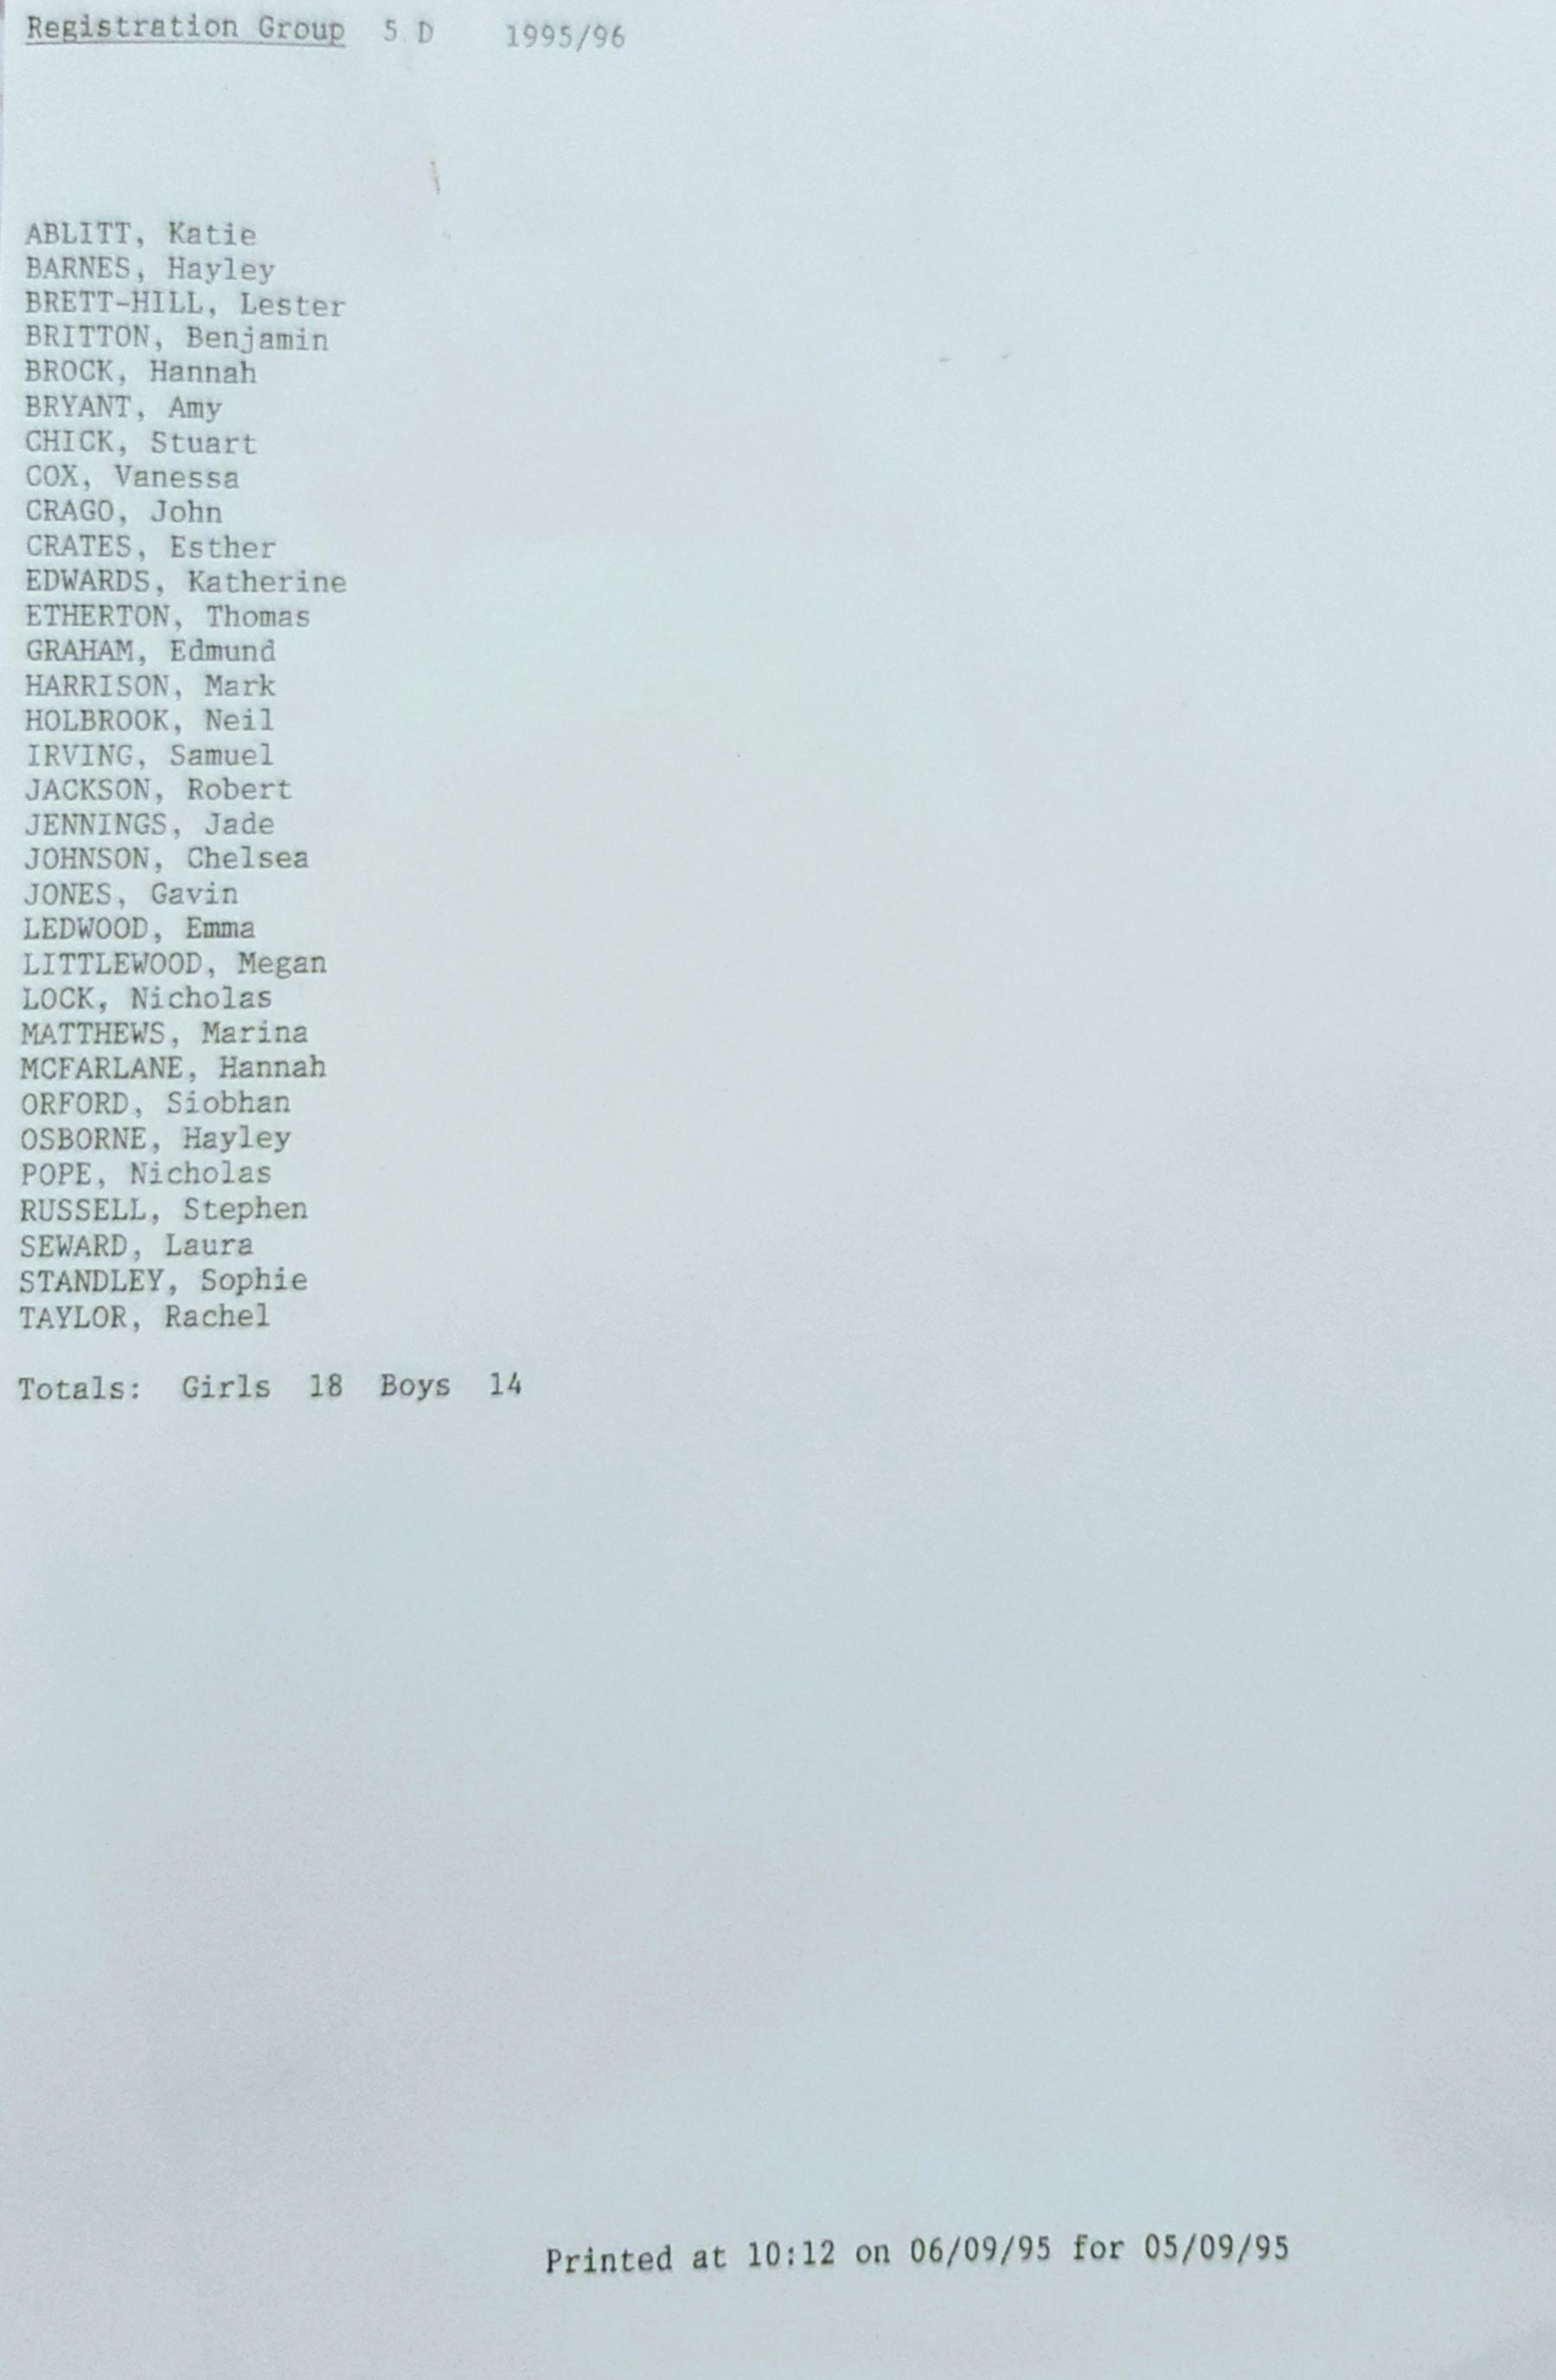 Registration Group 5 D 1995/96
ABLITT, Katie
BARNES, Hayley
BRETT-HILL, Lester
BRITTON, Benjamin
BROCK, Hannah
BRYANT, Amy
CHICK, Stuart
COX, Vanessa
CRAGO, John
CRATES, Esther
EDWARDS, Katherine
ETHERTON, Thomas
GRAHAM, Edmund
HARRISON, Mark
HOLBROOK, Neil
IRVING, Samuel
JACKSON, Robert
JENNINGS, Jade
JOHNSON, Chelsea
JONES, Gavin
LEDWOOD, Emma
LITTLEWOOD, Megan
LOCK, Nicholas
MATTHEWS, Marina
MCFARLANE, Hannah
ORFORD, Siobhan
OSBORNE, Hayley
POPE, Nicholas
RUSSELL, Stephen
SEWARD, Laura
STANDLEY, Sophie
TAYLOR, Rachel
Totals: Girls 18 Boys 14
Printed at 10:12 on 06/09/95 for 05/09/95